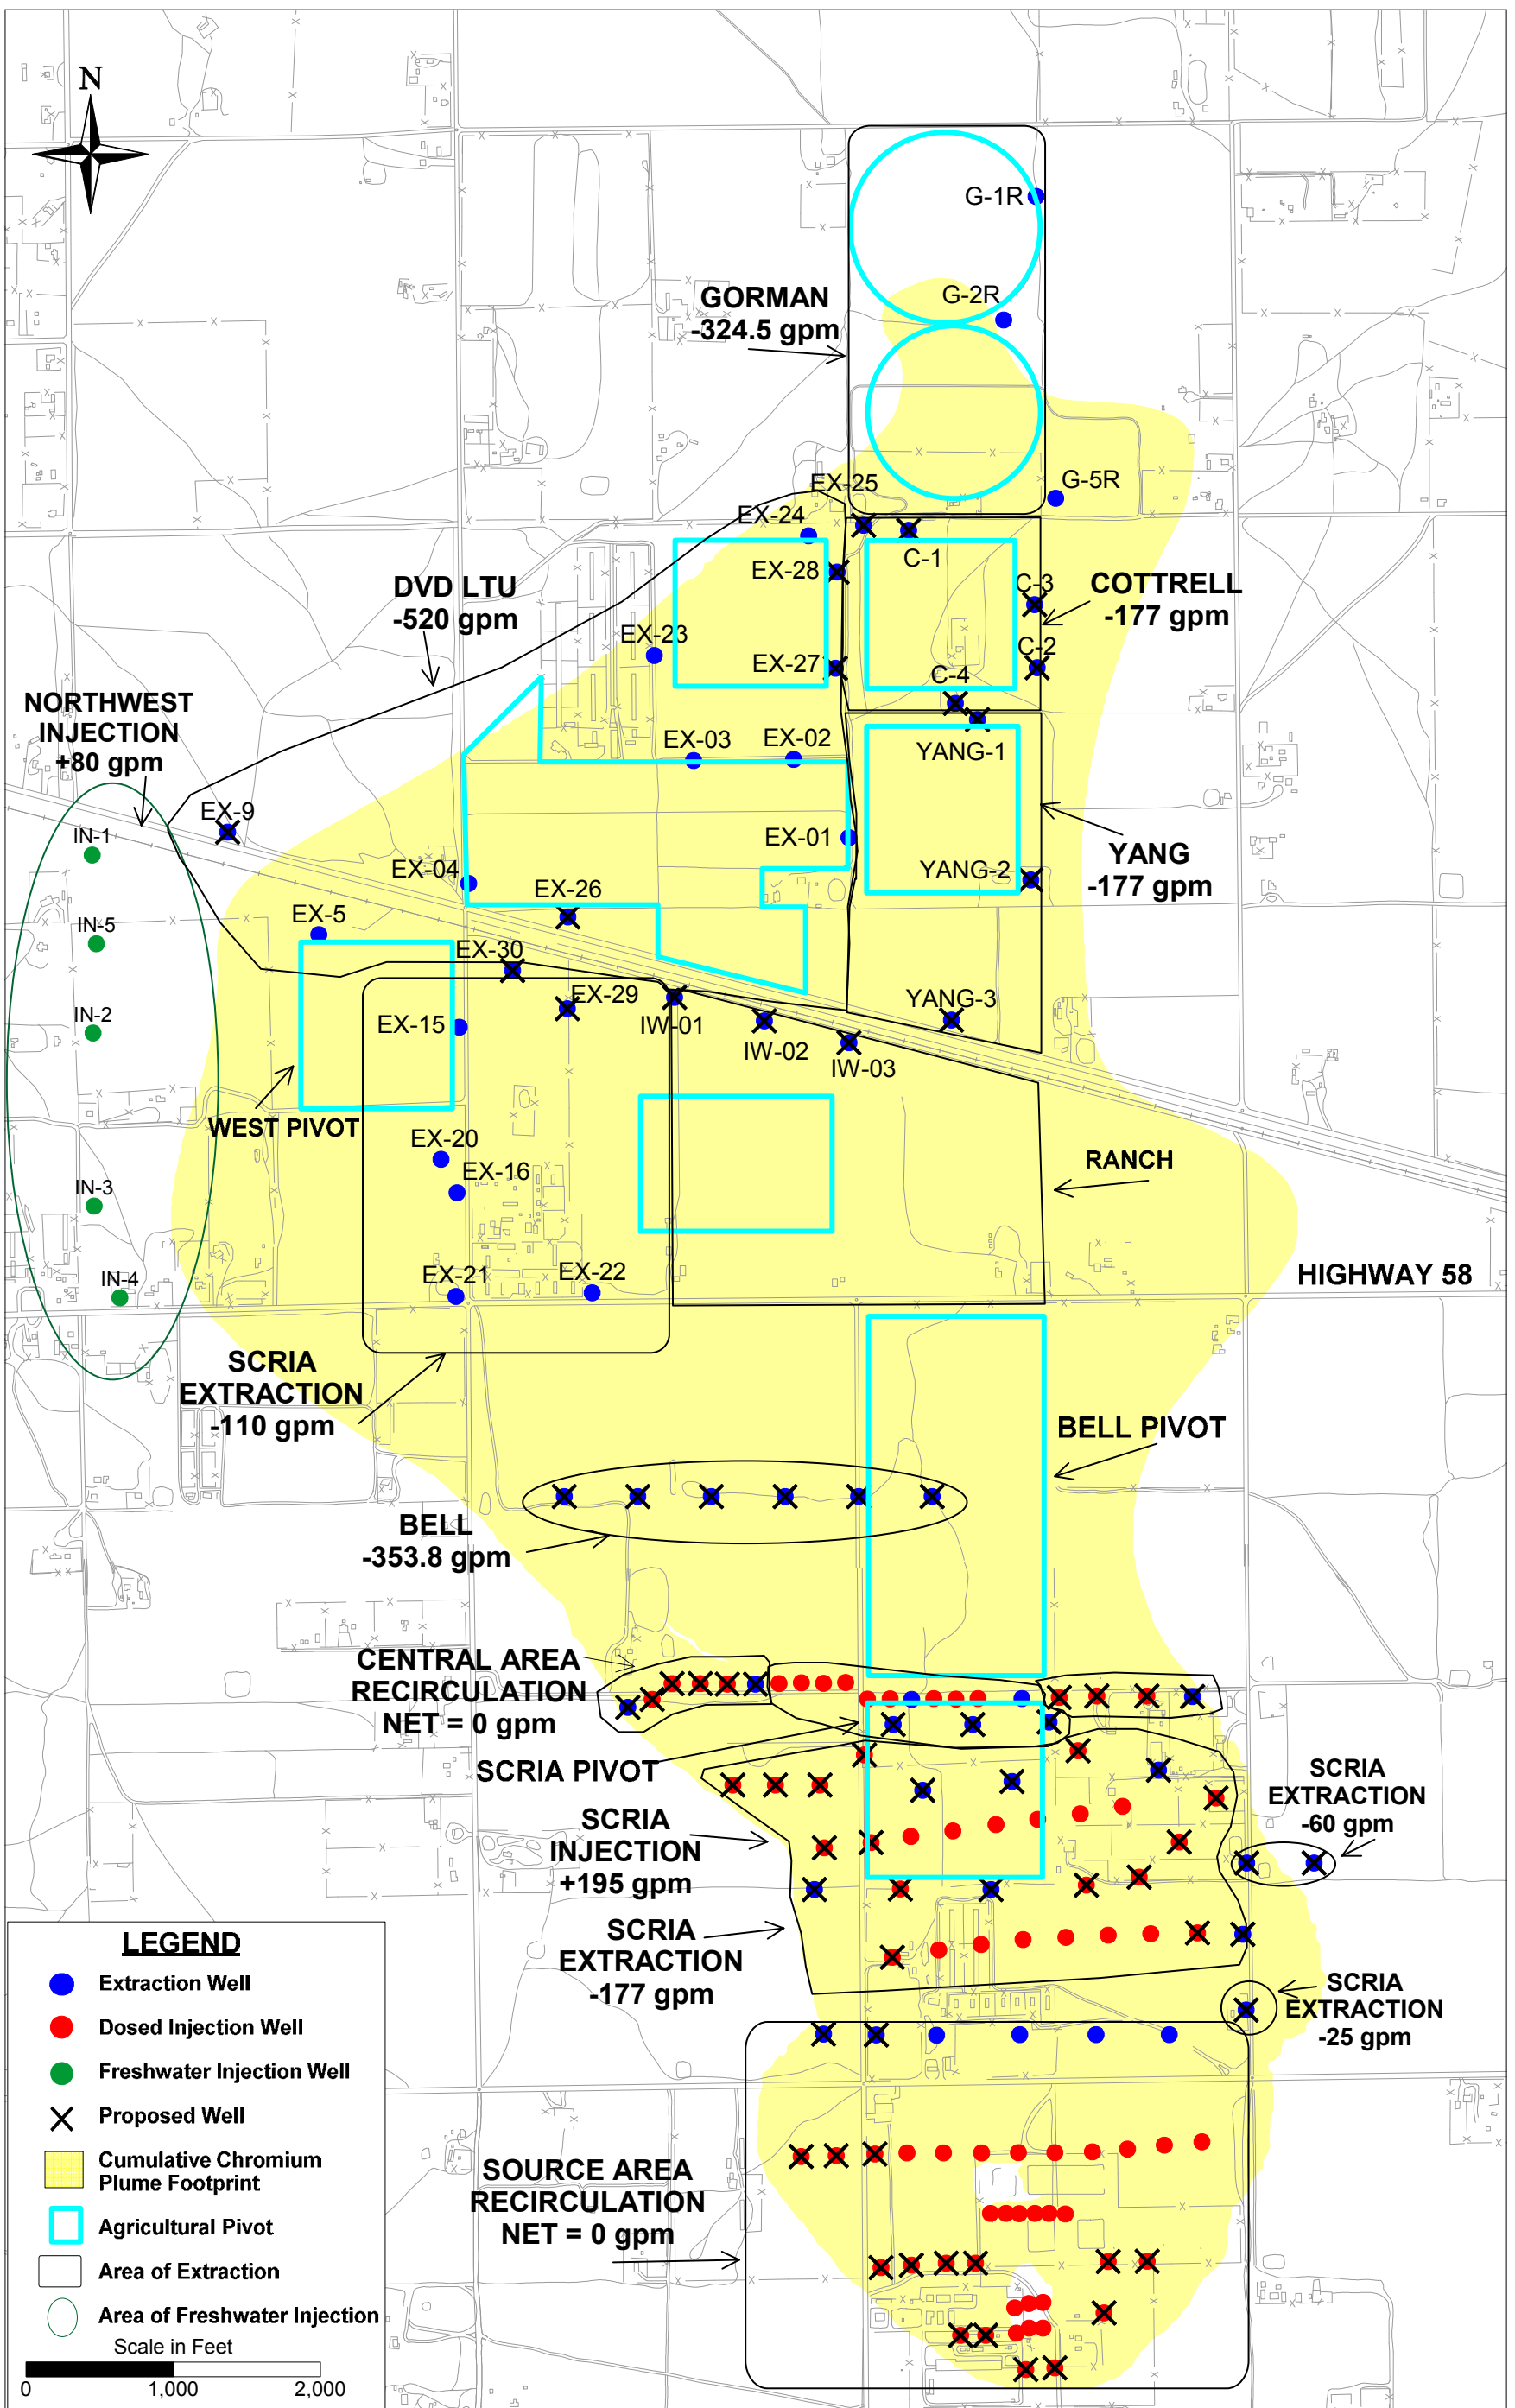 N
G-1R
G-2R
GORMAN
-324.5 gpm
EX-25
G-5R
EX-24
C-1
EX-28
DVD LTU
-520 gpm
C-3
COTTRELL
-177 gpm
EX-23
EX-27
C-2
C-4
NORTHWEST
INJECTION
+80 gpm
EX-03
EX-02
YANG-1
EX-9
IN-1
EX-01
YANG
-177 gpm
EX-04
YANG-2
EX-26
EX-5
IN-5
EX-30
EX-29
YANG-3
IN-2
EX-15
IW-01
IW-02
IW-03
WEST PIVOT
EX-20
RANCH
EX-16
IN-3
EX-21
EX-22
IN-4
HIGHWAY 58
SCRIA
EXTRACTION
-110 gpm
BELL PIVOT
BELL
-353.8 gpm
CENTRAL AREA
RECIRCULATION
NET = 0 gpm
SCRIA PIVOT
SCRIA
EXTRACTION
-60 gpm
SCRIA
INJECTION
+195 gpm
SCRIA
EXTRACTION
-177 gpm
SCRIA
EXTRACTION
-25 gpm
SOURCE AREA
RECIRCULATION
NET = 0 gpm
LEGEND
Extraction Well
Dosed Injection Well
Freshwater Injection Well
Proposed Well
Cumulative Chromium
Plume Footprint
Agricultural Pivot
Area of Extraction
Area of Freshwater Injection
Scale in Feet
0 1,000 2,000